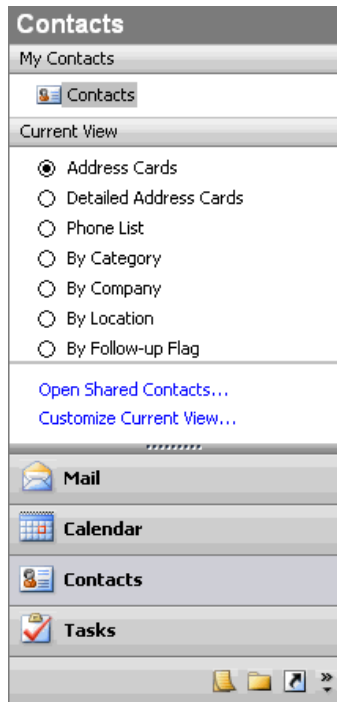 Contacts
My Contacts
Contacts
Current View
Address Cards
Detailed Address Cards
Phone List
By Category
By Company
By Location
By Follow-up Flag
Open Shared Contacts...
Customize Current View...
Mail
Calendar
Contacts
Tasks